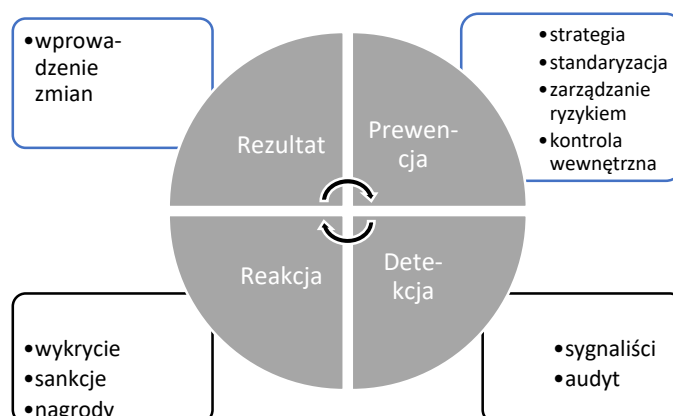 •wprowa-
dzenie
zmian
•strategia
•standaryzacja
•zarządzanie
ryzykiem
•kontrola
wewnętrzna
Rezultat
Prewen-
cja
Reakcja
Dete-
kcja
•wykrycie
•sankcje
•nagrody
•sygnaliści
•audyt